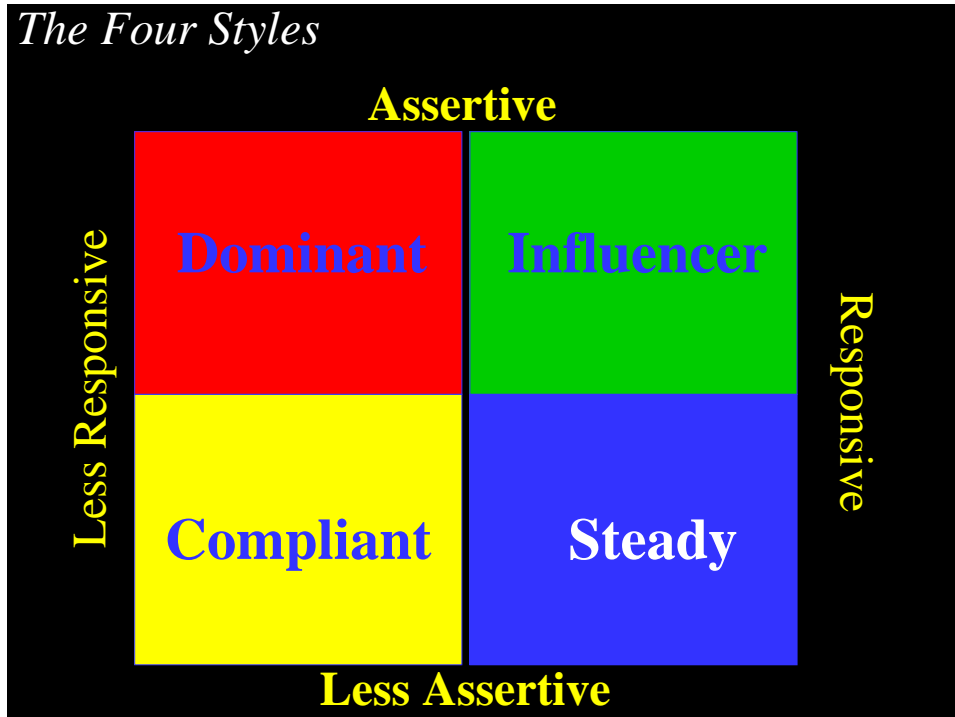 The Four Styles
Assertive
Less Responsive
Dominant
Influencer
Responsive
Compliant
Steady
Less Assertive